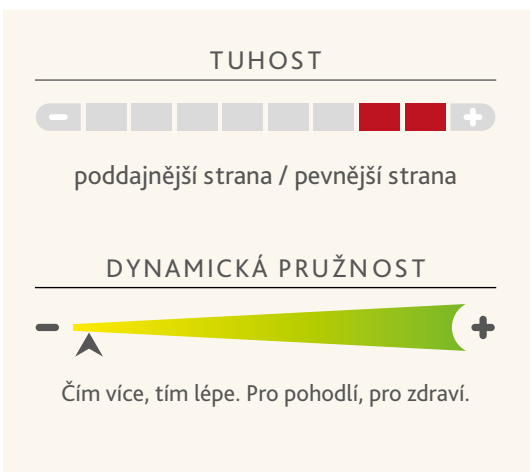 TUHOST
poddajnější strana / pevnější strana
DYNAMICKÁ PRUŽNOST
Čím více, tím lépe. Pro pohodlí, pro zdraví.